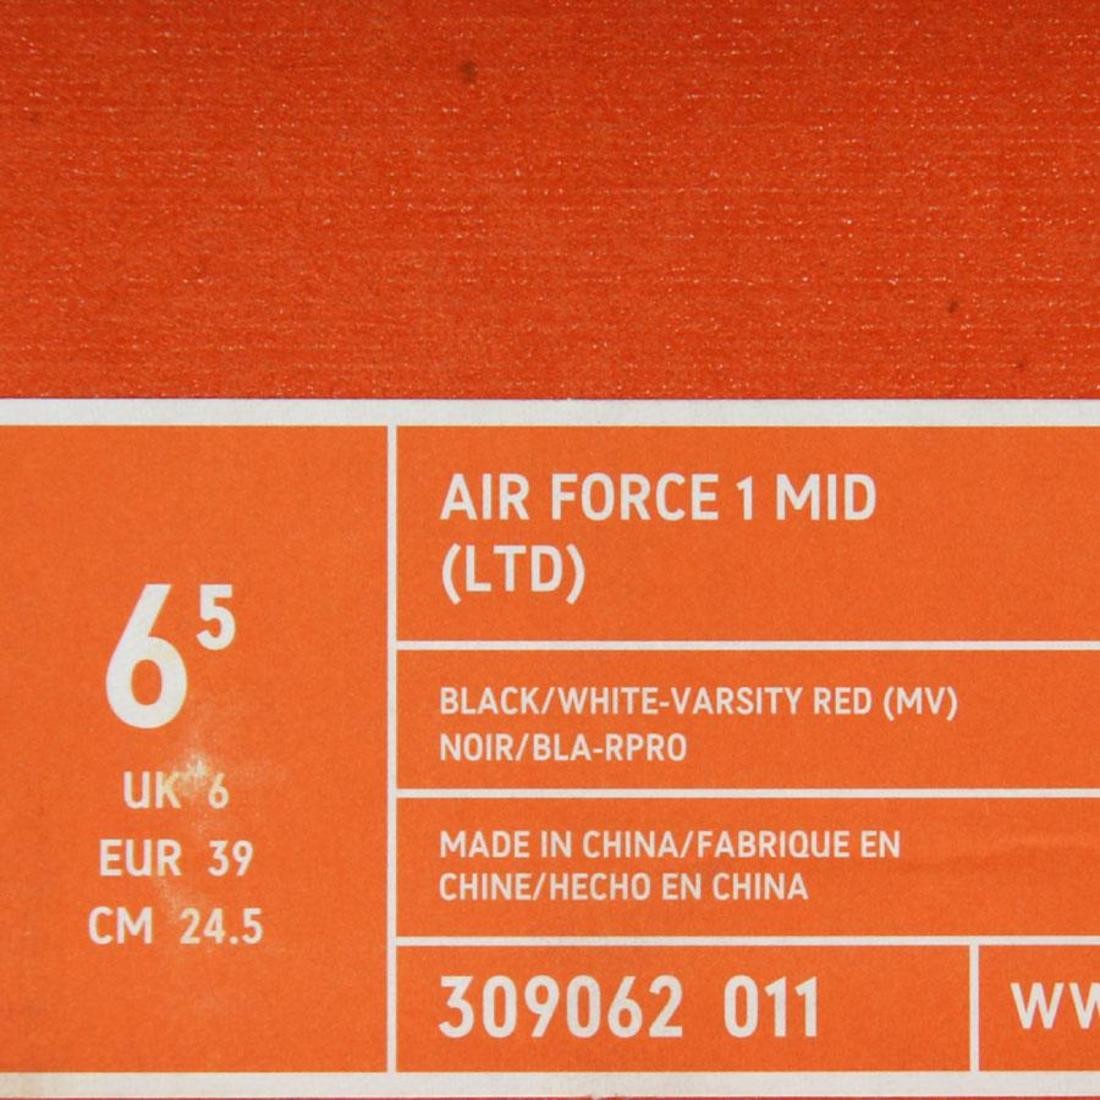 6 5
UK 6
EUR 39
CM 24.5
AIR FORCE 1 MID
(LTD)
BLACK/WHITE-VARSITY RED (MV)
NOIR/BLA-RPRO
MADE IN CHINA/FABRIQUE EN
CHINE/HECHO EN CHINA
309062 011